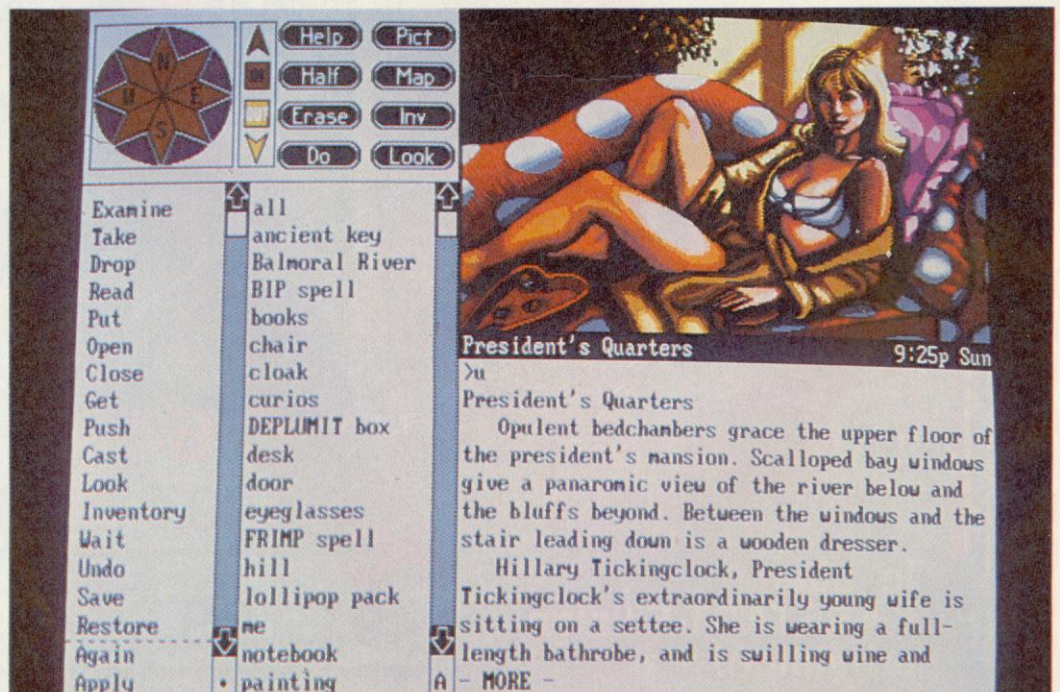 N
W E
S
IN
OUT
Help Pict
Half Map
Erase Inv
Do Look
Examine
Take
Drop
Read
Put
Open
Close
Get
Push
Cast
Look
Inventory
Wait
Undo
Save
Restore
Again
Apply
all
ancient key
Balmoral River
BIP spell
books
chair
cloak
curios
DEPLUMIT box
desk
door
eyeglasses
FRIMP spell
hill
lollipop pack
me
notebook
painting
A
President's Quarters 9:25p Sun
>u
President's Quarters
Opulent bedchambers grace the upper floor of
the president's mansion. Scalloped bay windows
give a panaromic view of the river below and
the bluffs beyond. Between the windows and the
stair leading down is a wooden dresser.
Hillary Tickingclock, President
Tickingclock's extraordinarily young wife is
sitting on a settee. She is wearing a full-
length bathrobe, and is swilling wine and
- MORE -